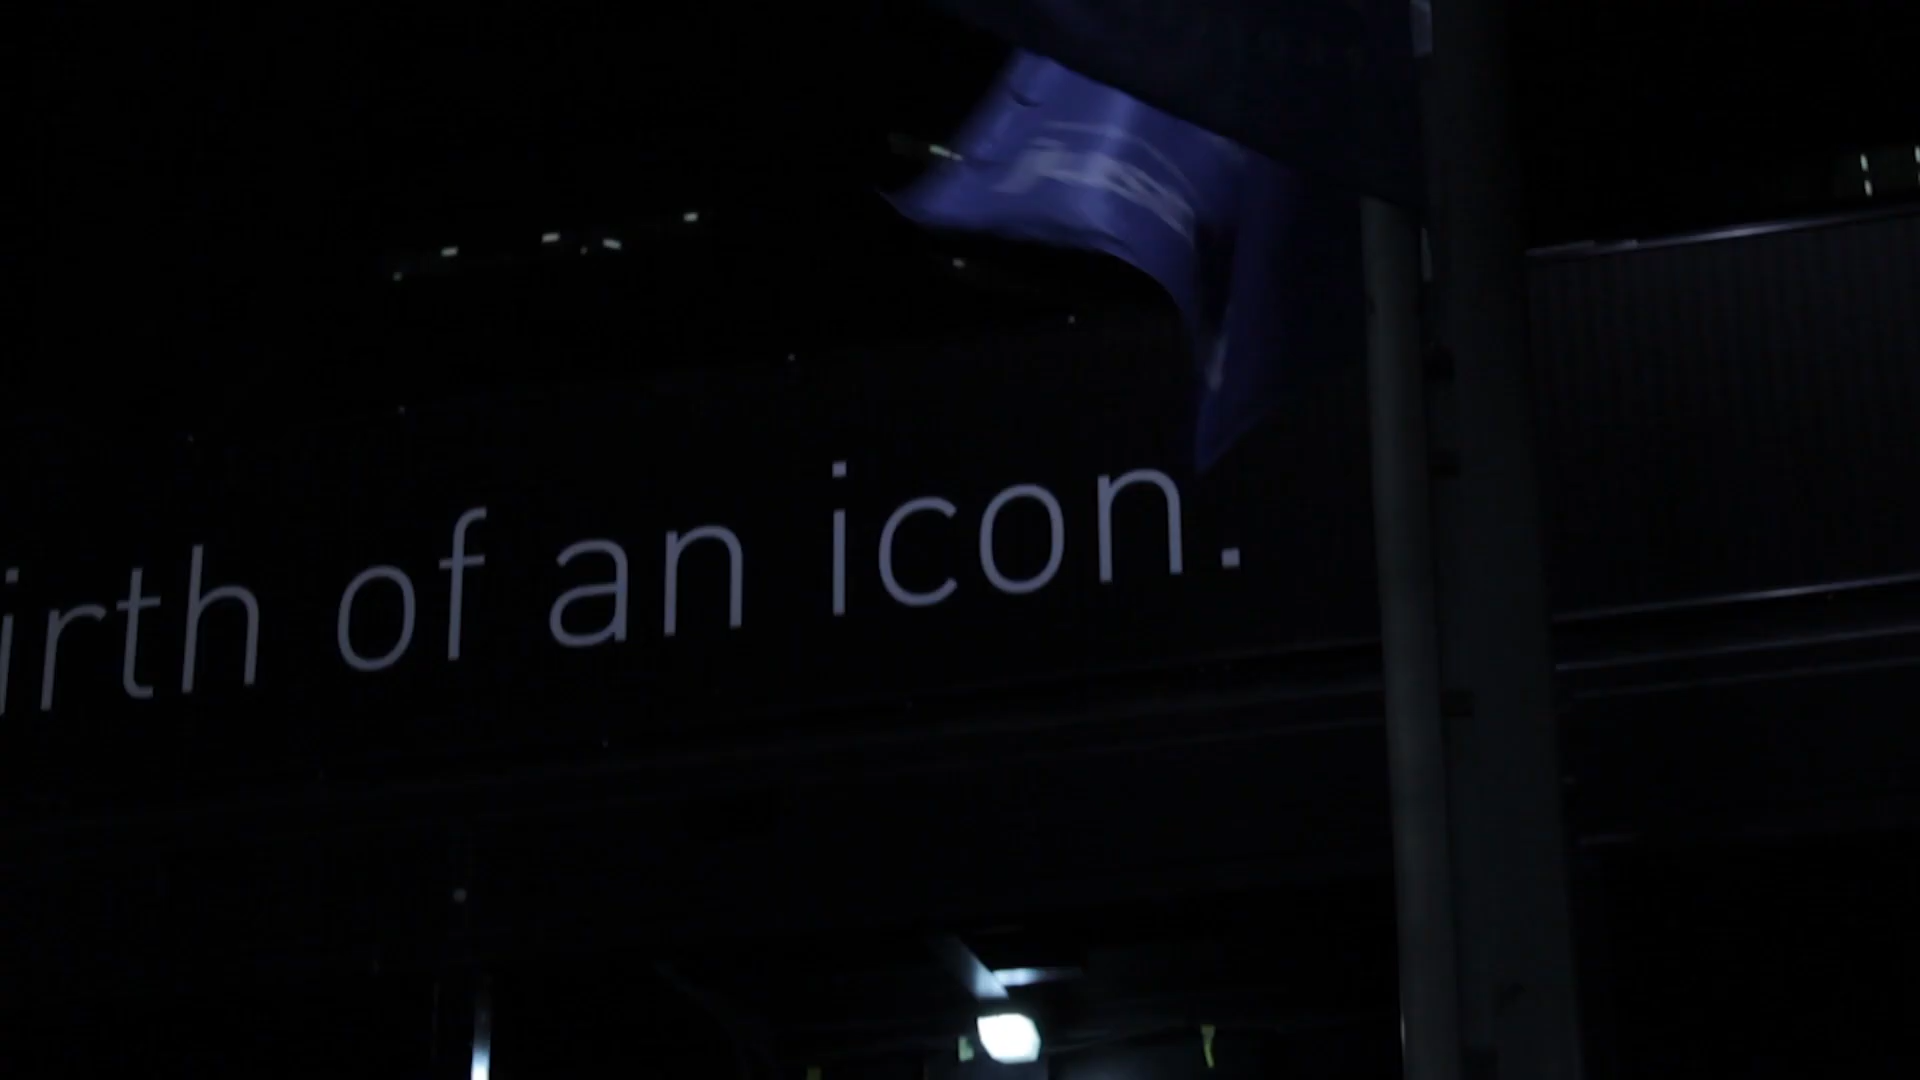 irth of an icon.